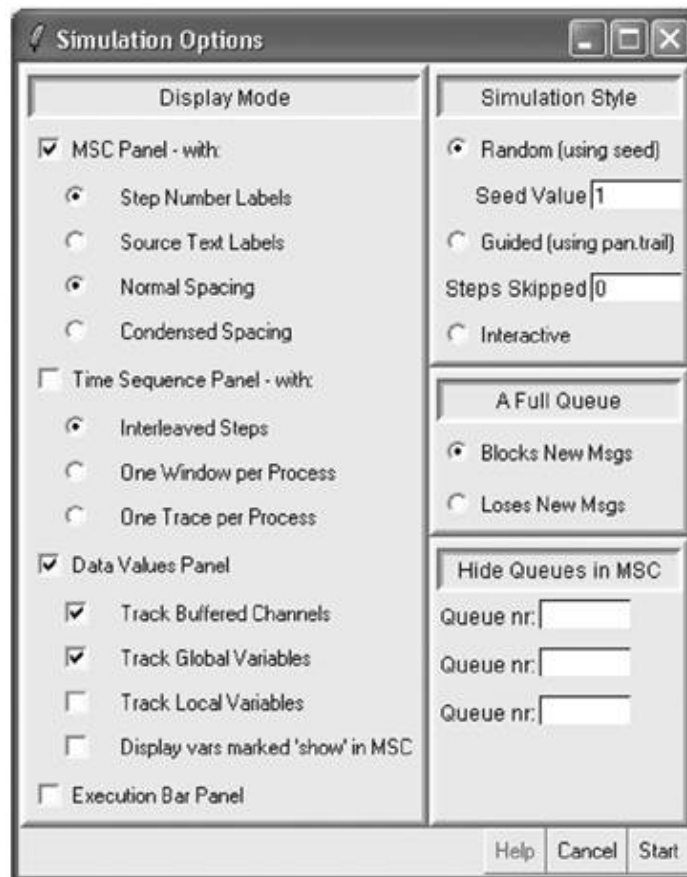 Simulation Options
Display Mode
MSC Panel - with:
Step Number Labels
Source Text Labels
Normal Spacing
Condensed Spacing
Time Sequence Panel - with:
Interleaved Steps
One Window per Process
One Trace per Process
Data Values Panel
Track Buffered Channels
Track Global Variables
Track Local Variables
Display vars marked 'show' in MSC
Execution Bar Panel
Simulation Style
Random (using seed)
Seed Value 1
Guided (using pan.trail)
Steps Skipped 0
Interactive
A Full Queue
Blocks New Msgs
Loses New Msgs
Hide Queues in MSC
Queue nr:
Queue nr:
Queue nr:
Help Cancel Start